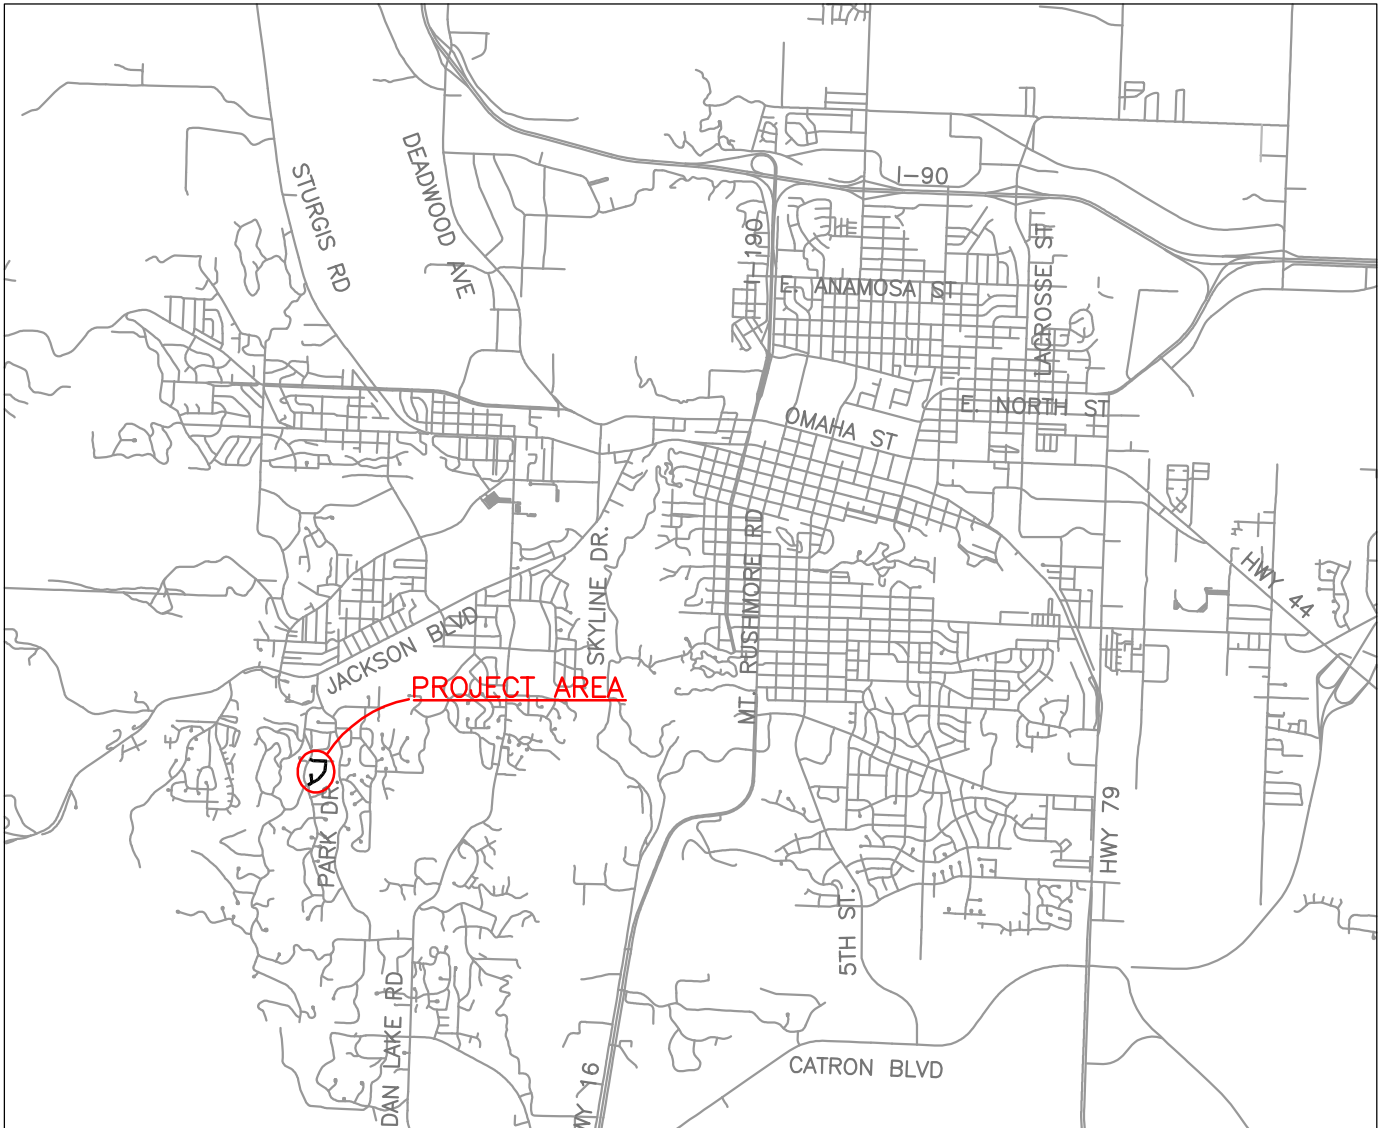 STURGIS RD
DEADWOOD AVE
I-90
I-190
LACROSSE ST
E. ANAMOSA ST
E. NORTH ST
OMAHA ST
MT. RUSHMORE RD
SKYLINE DR.
HWY 44
JACKSON BLVD
PROJECT AREA
PARK DR.
HWY 79
5TH ST.
DAN LAKE RD
WY 16
CATRON BLVD